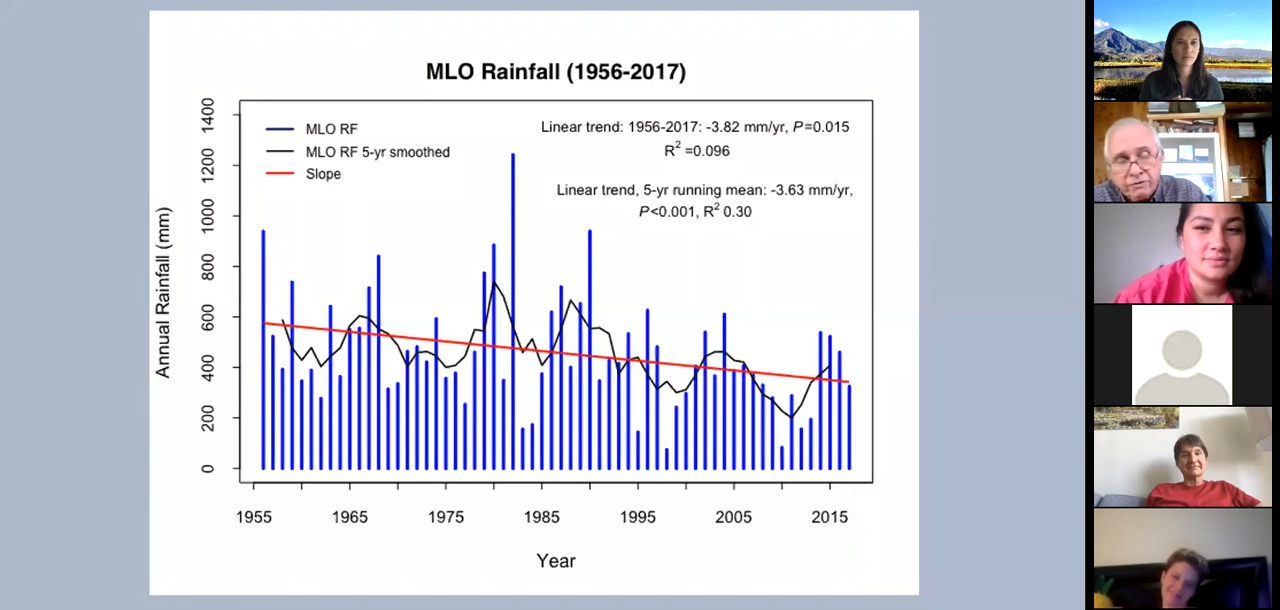 MLO Rainfall (1956-2017)
MLO RF
MLO RF 5-yr smoothed
Slope
Linear trend: 1956-2017: -3.82 mm/yr, P=0.015
R² =0.096
Linear trend, 5-yr running mean: -3.63 mm/yr,
P<0.001, R² 0.30
Annual Rainfall (mm)
1400
1200
1000
800
600
400
200
0
1955 1965 1975 1985 1995 2005 2015
Year